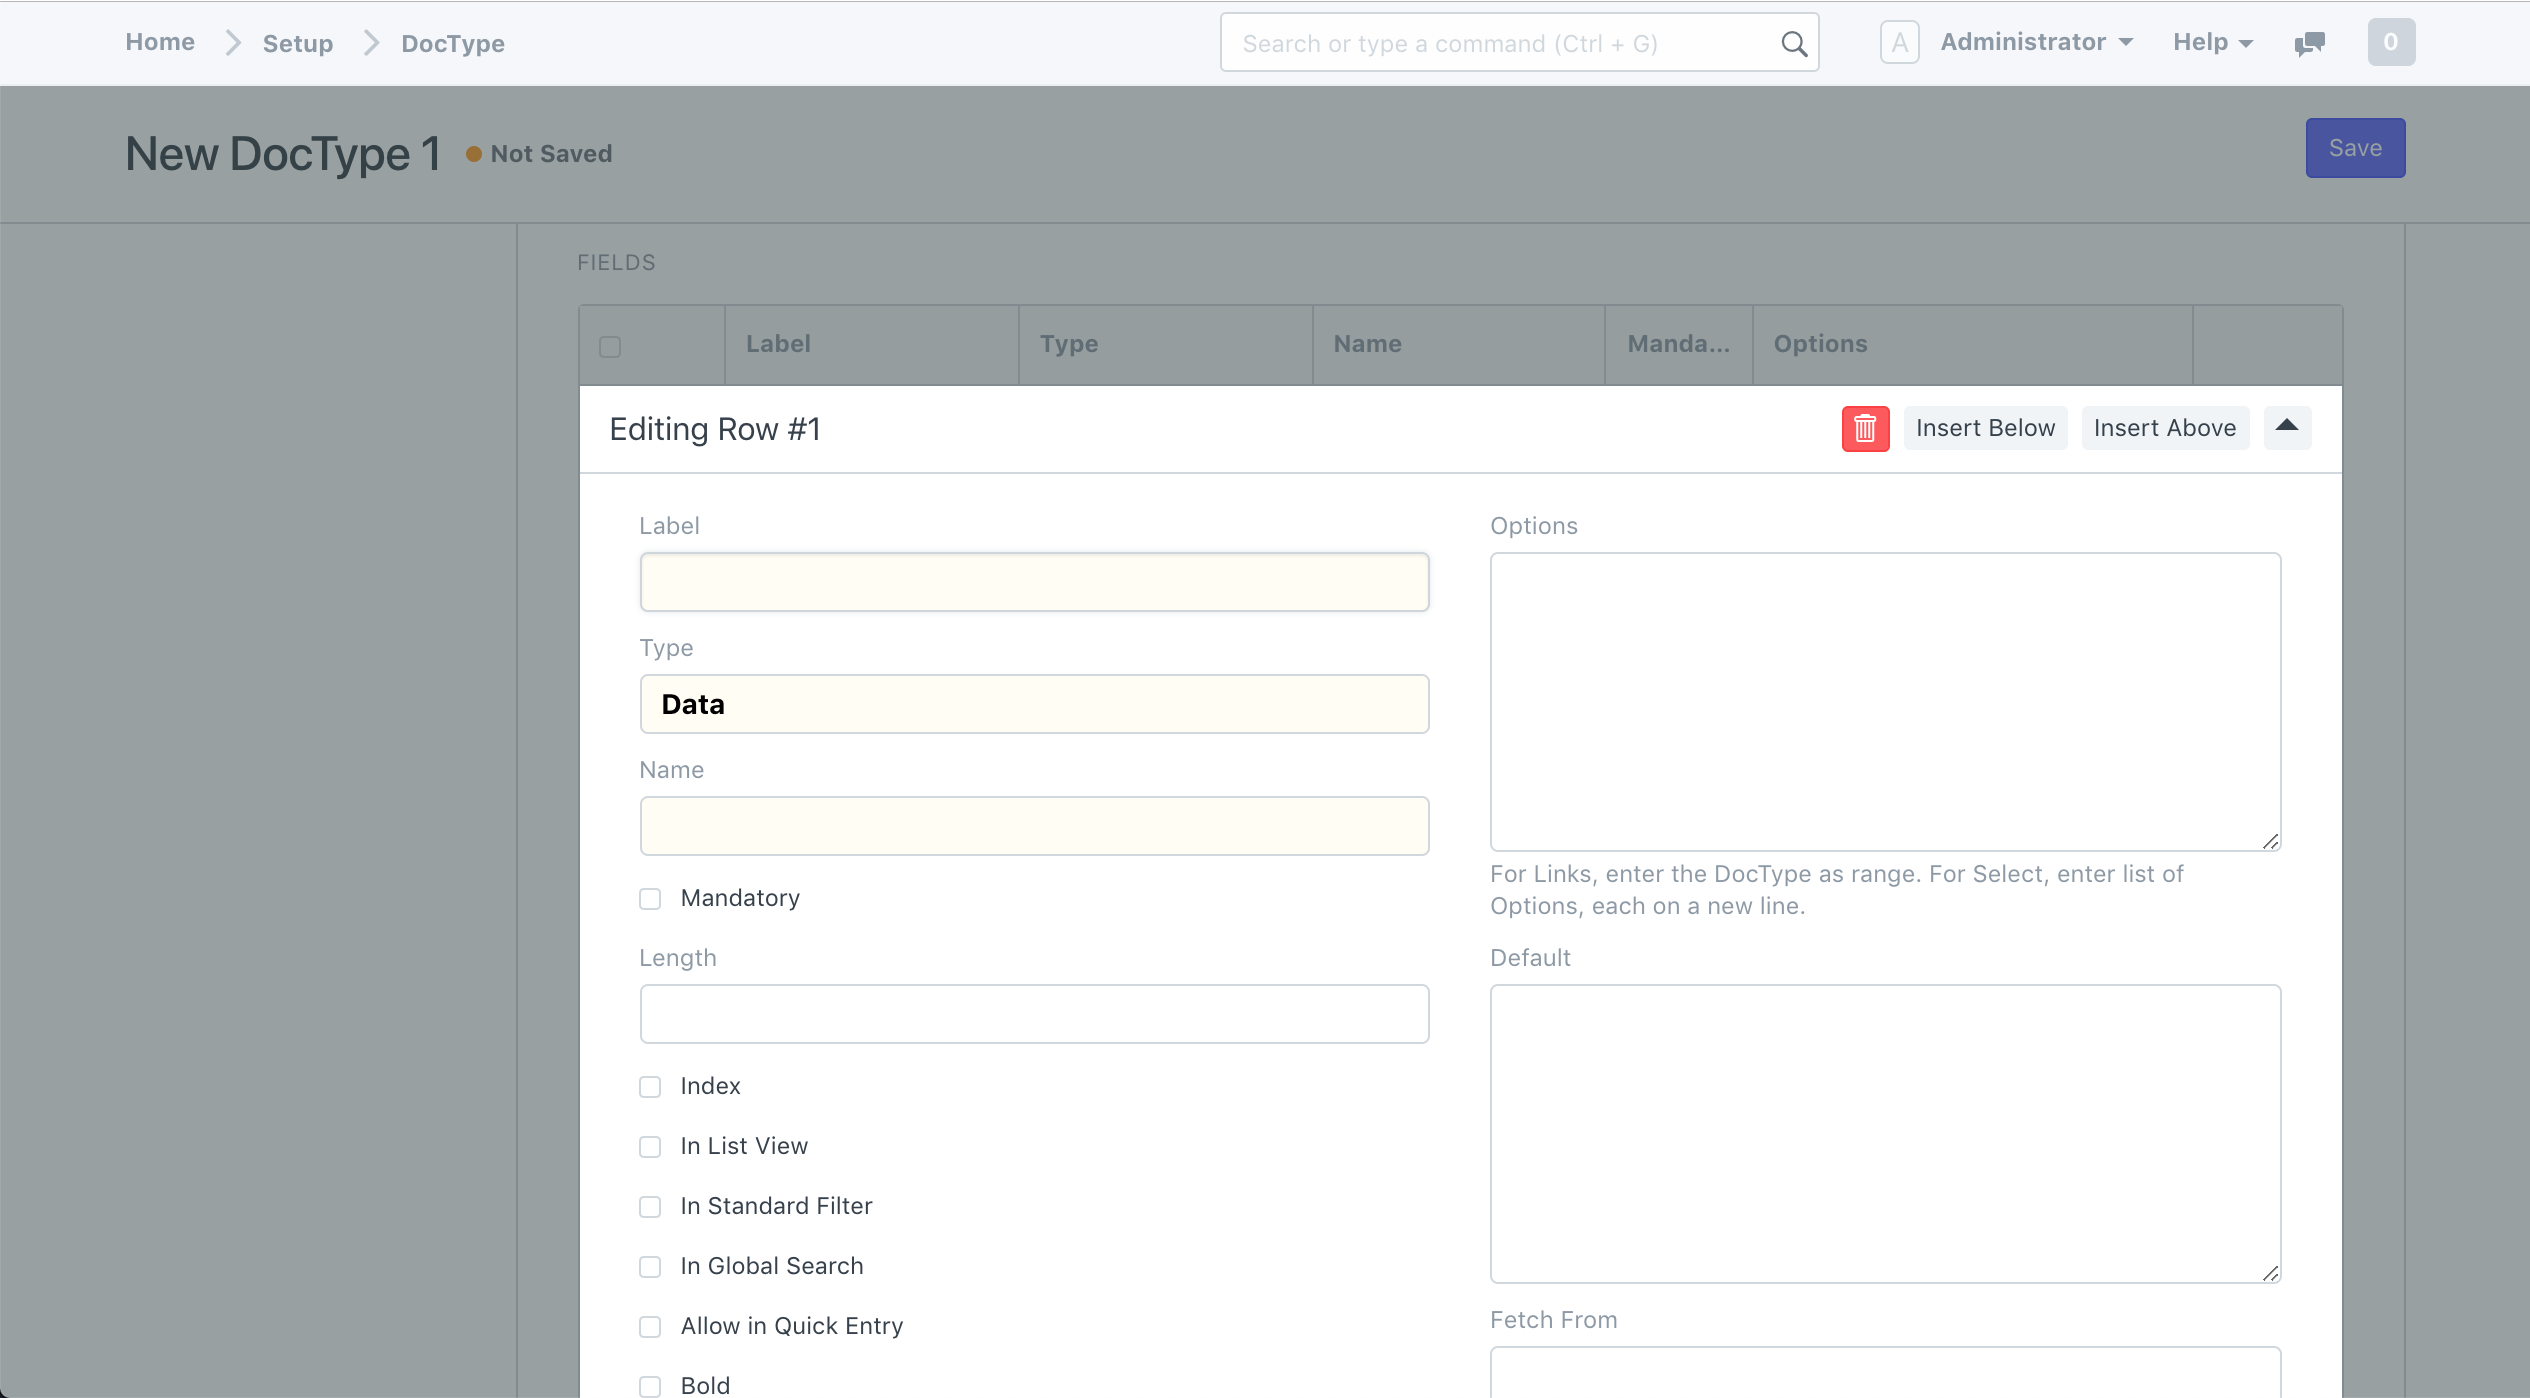 Home Setup DocType Search or type a command (Ctrl + G) A Administrator Help 0
New DocType 1 Not Saved Save
FIELDS
Label Type Name Manda... Options
Editing Row #1 Insert Below Insert Above
Label
Type
Data
Name
Mandatory
Length
Index
In List View
In Standard Filter
In Global Search
Allow in Quick Entry
Bold
Options
For Links, enter the DocType as range. For Select, enter list of
Options, each on a new line.
Default
Fetch From